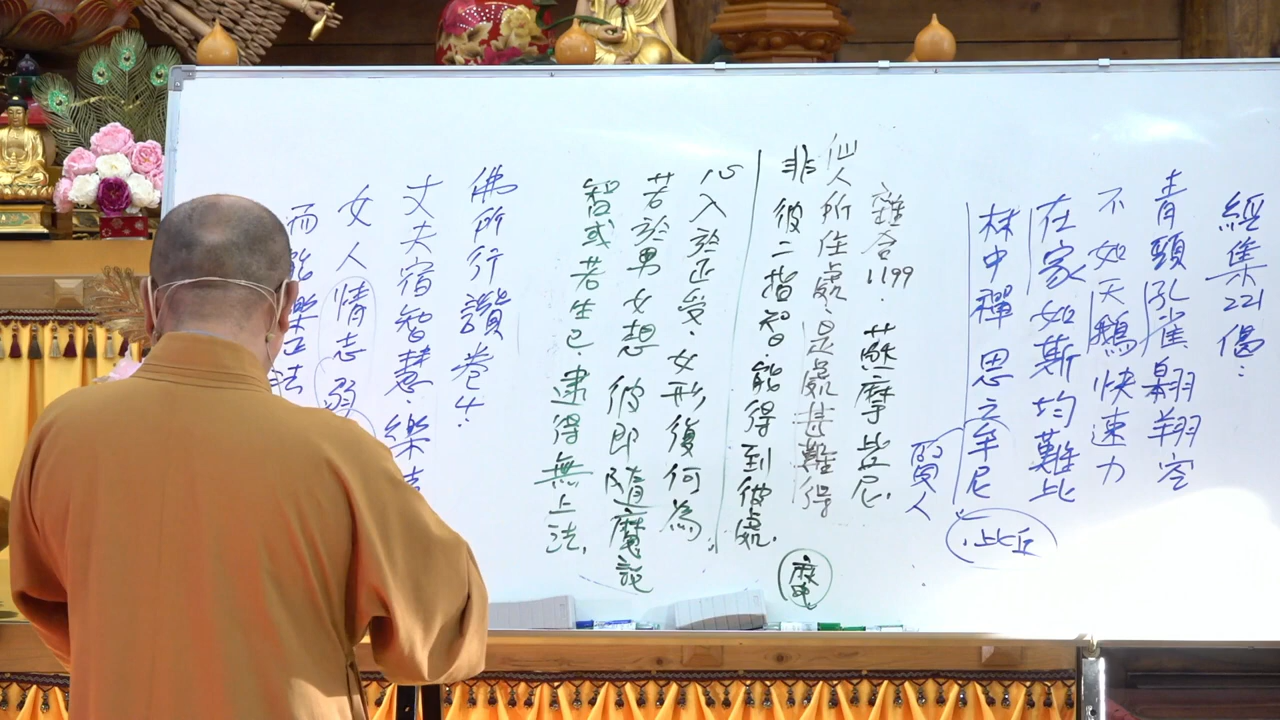 經集221偈:
青頭孔雀翱翔空
不如天鵝快速力
在家如斯均難比
林中禪思之牟尼
比丘
賢人
雜含1199. 蘇摩比丘尼.
仙人所住處.是處甚難得
非彼二指智.能得到彼處.
魔
心入於正受.女形復何為
若於男女想 彼即隨魔說
智或若生已.逮得無上法.
佛所行讚卷4:
丈夫宿智慧.樂
女人情志弱
而能樂正法